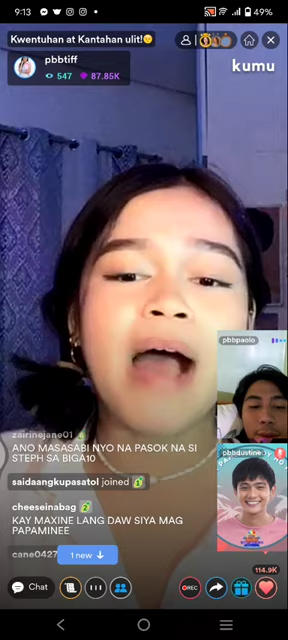 9:13
49%
Kwentuhan at Kantahan ulit!
pbbtiff
547 87.85K
kumu
pbbpaolo
zairinejane01
ANO MASASABI NYO NA PASOK NA SI
STEPH SA BIGA10
saidaangkupasatol joined
pbbdustine
cheeseinabag
KAY MAXINE LANG DAW SIYA MAG
PAPAMINEE
cane0427
1 new
114.9K
Chat
REC